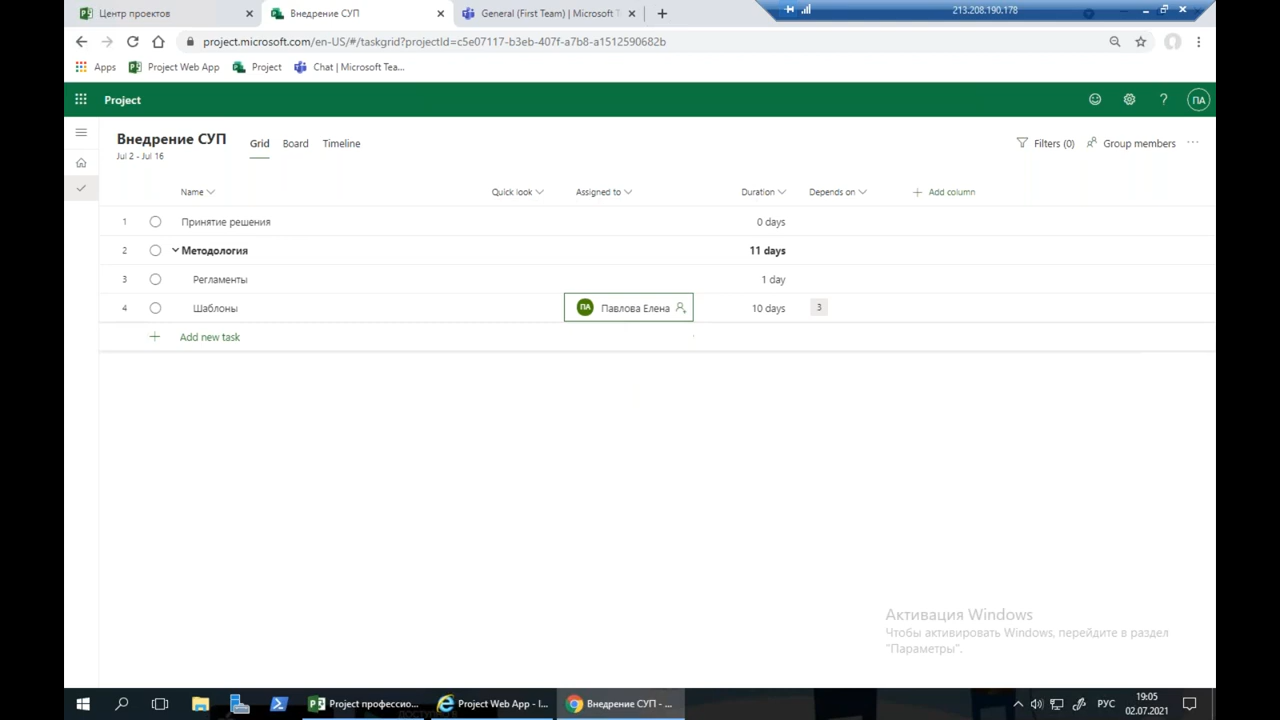 Центр проектов
Внедрение СУП
General (First Team) | Microsoft T
213.208.190.178
project.microsoft.com/en-US/#/taskgrid?projectId=c5e07117-b3eb-407f-a7b8-a1512590682b
Apps
Project Web App
Project
Chat | Microsoft Tea...
Project
ПА
Внедрение СУП
Jul 2 - Jul 16
Grid
Board
Timeline
Filters (0)
Group members
Name
Quick look
Assigned to
Duration
Depends on
Add column
1 Принятие решения 0 days
2 Методология 11 days
3 Регламенты 1 day
4 Шаблоны ПА Павлова Елена 10 days 3
Add new task
Активация Windows
Чтобы активировать Windows, перейдите в раздел
"Параметры".
Project профессио...
Project Web App - I...
Внедрение СУП - ...
РУС
19:05
02.07.2021